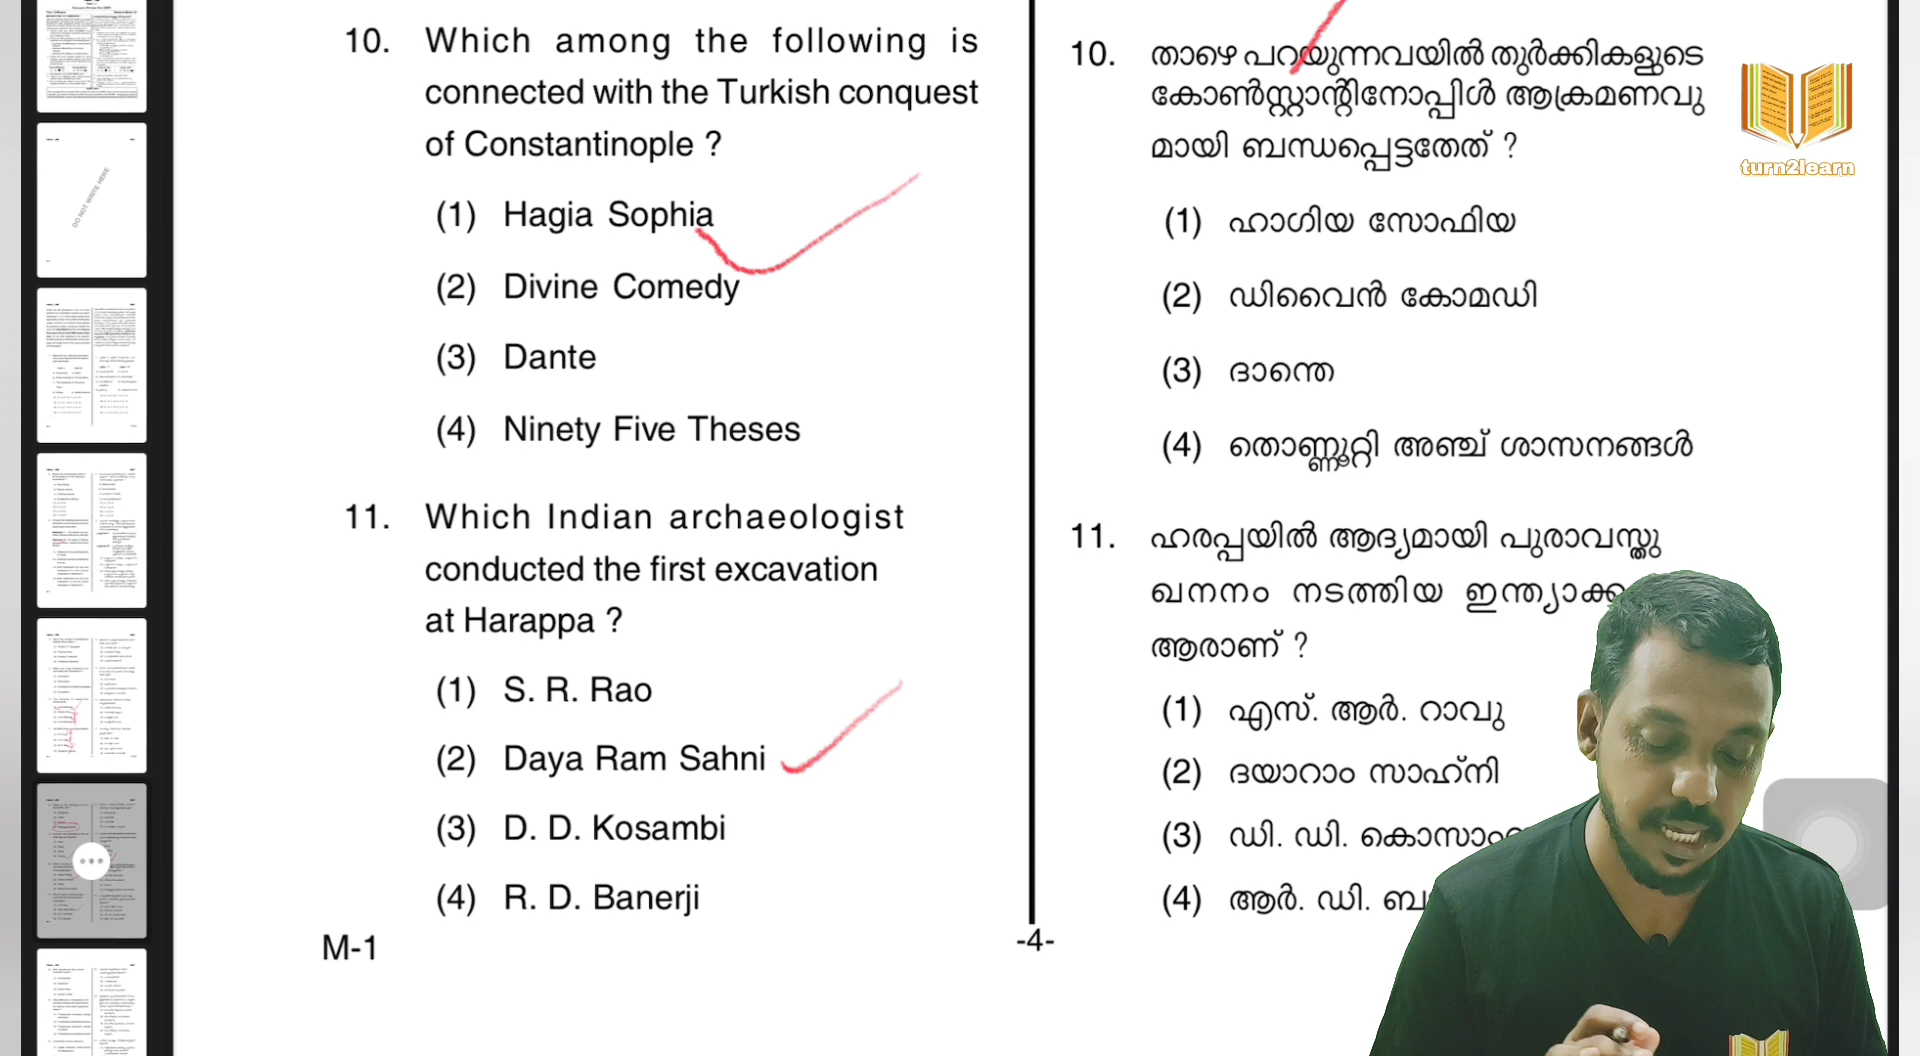 10. Which among the following is
connected with the Turkish conquest
of Constantinople ?
(1) Hagia Sophia
(2) Divine Comedy
(3) Dante
(4) Ninety Five Theses
11. Which Indian archaeologist
conducted the first excavation
at Harappa ?
(1) S. R. Rao
(2) Daya Ram Sahni
(3) D. D. Kosambi
(4) R. D. Banerji
M-1
-4-
10. താഴെ പറയുന്നവയിൽ തുർക്കികളുടെ
കോൺസ്റ്റാന്റിനോപ്പിൾ ആക്രമണവു
മായി ബന്ധപ്പെട്ടതേത് ?
(1) ഹാഗിയ സോഫിയ
(2) ഡിവൈൻ കോമഡി
(3) ദാന്തെ
(4) തൊണ്ണൂറ്റി അഞ്ച് ശാസനങ്ങൾ
11. ഹരപ്പയിൽ ആദ്യമായി പുരാവസ്തു
ഖനനം നടത്തിയ
ആരാണ് ?
(1) എസ്. ആർ. റാവു
(2) ദയാറാം സാഹ്നി
(3) ഡി. ഡി.
(4) ആർ. ഡി.
turn2learn
DO NOT WRITE HERE